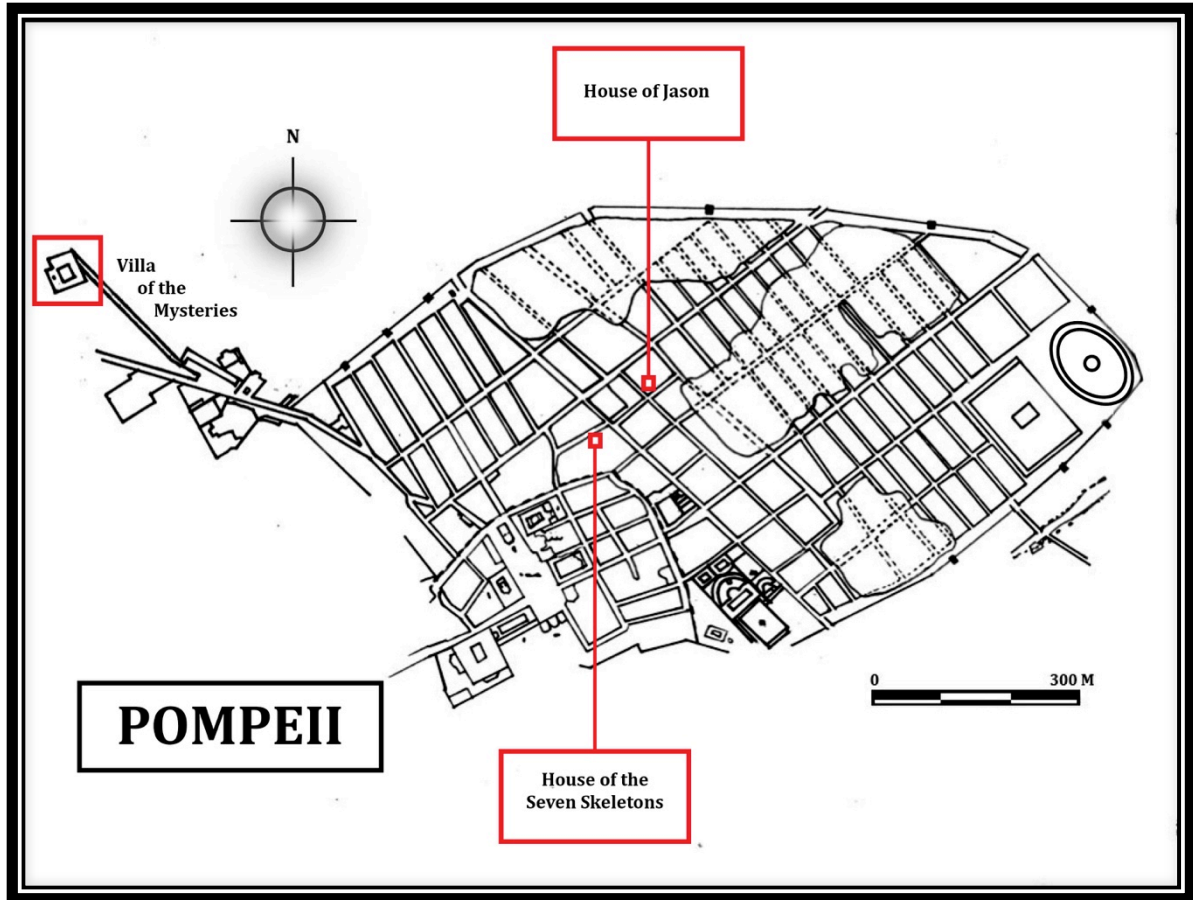 House of Jason
N
Villa
of the
Mysteries
0 300 M
POMPEII
House of the
Seven Skeletons